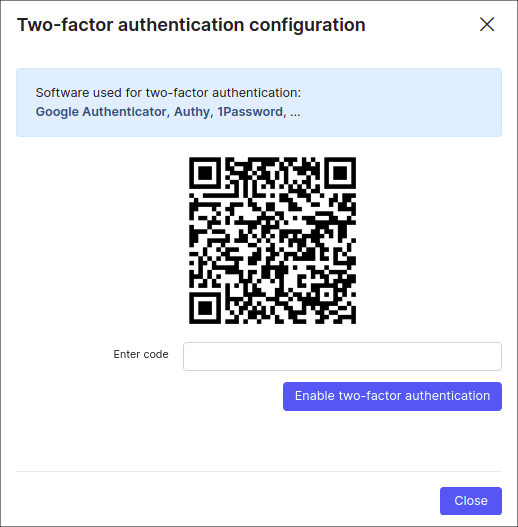 Two-factor authentication configuration
Software used for two-factor authentication:
Google Authenticator, Authy, 1Password, ...
Enter code
Enable two-factor authentication
Close